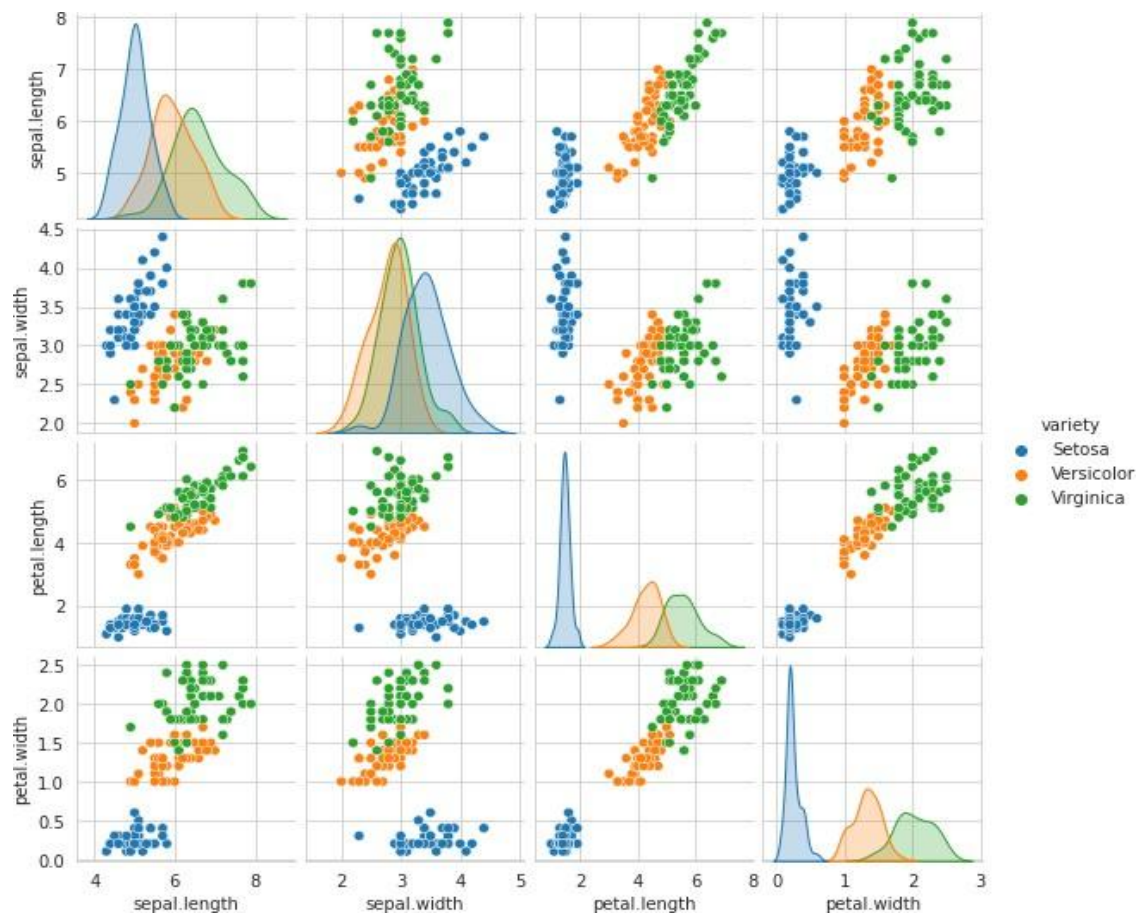 8
7
6
5
sepal.length
4.5
4.0
3.5
3.0
2.5
2.0
sepal.width
variety
Setosa
Versicolor
Virginica
6
4
2
petal.length
2.5
2.0
1.5
1.0
0.5
0.0
petal.width
4 6 8 2 3 4 5 2 4 6 8 0 1 2 3
sepal.length sepal.width petal.length petal.width